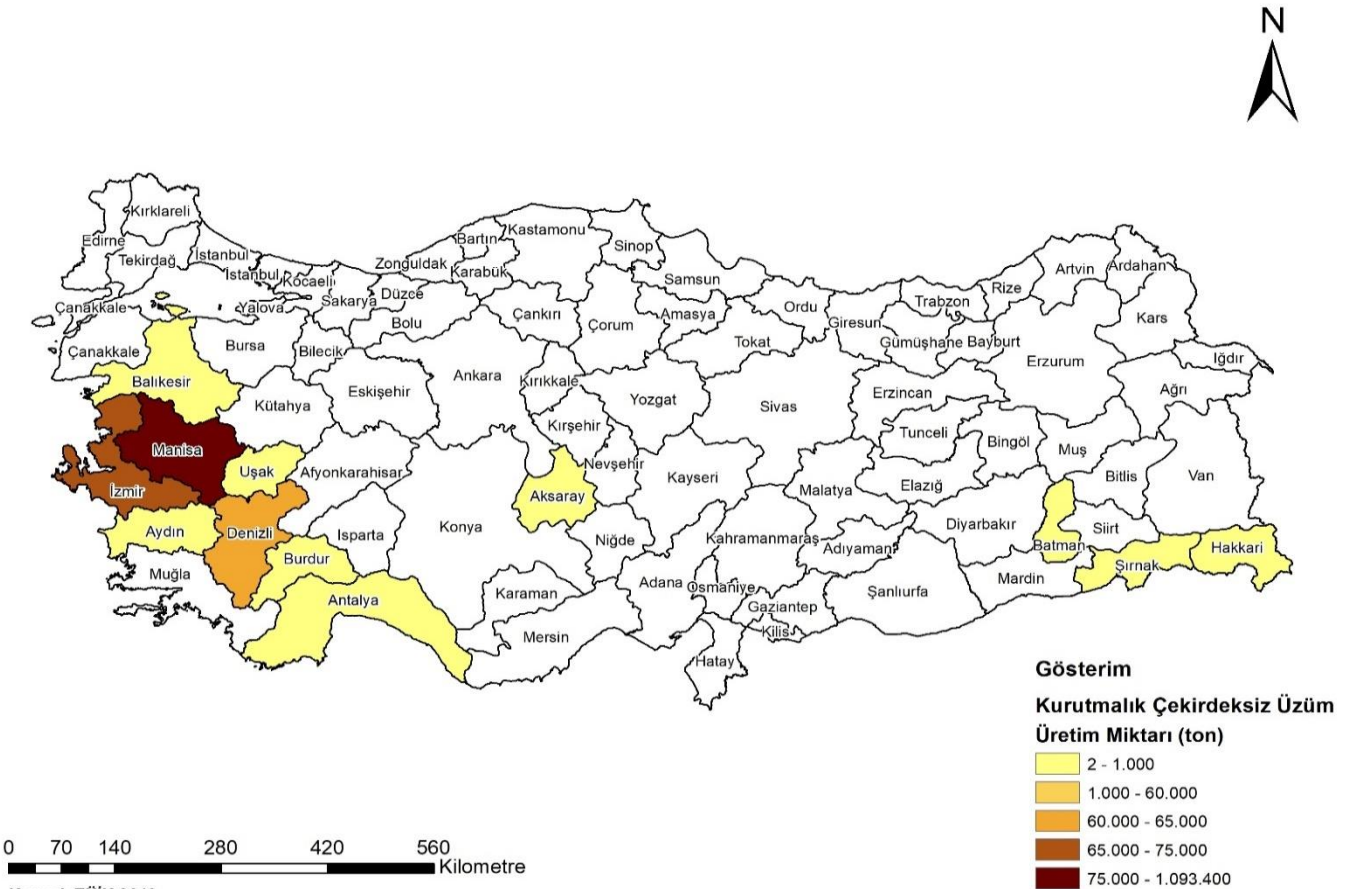 N
Kırklareli
Edirne
Tekirdağ
İstanbul
İstanbul
Kocaeli
Yalova
Sakarya
Düzce
Zonguldak
Bartın
Karabük
Kastamonu
Sinop
Samsun
Ordu
Giresun
Trabzon
Rize
Artvin
Ardahan
Kars
Iğdır
Ağrı
Çanakkale
Çanakkale
Balıkesir
Bursa
Bilecik
Bolu
Çankırı
Çorum
Amasya
Tokat
Gümüşhane
Bayburt
Erzurum
Erzincan
Eskişehir
Kütahya
Ankara
Kırıkkale
Kırşehir
Yozgat
Sivas
Tunceli
Bingöl
Muş
Bitlis
Van
Manisa
İzmir
Uşak
Afyonkarahisar
Aksaray
Nevşehir
Kayseri
Malatya
Elazığ
Diyarbakır
Batman
Siirt
Şırnak
Hakkari
Aydın
Denizli
Isparta
Konya
Niğde
Kahramanmaraş
Adıyaman
Mardin
Muğla
Burdur
Antalya
Karaman
Mersin
Adana
Osmaniye
Gaziantep
Kilis
Şanlıurfa
Hatay
Gösterim
Kurutmalık Çekirdeksiz Üzüm
Üretim Miktarı (ton)
2 - 1.000
1.000 - 60.000
60.000 - 65.000
65.000 - 75.000
75.000 - 1.093.400
0 70 140 280 420 560
Kilometre